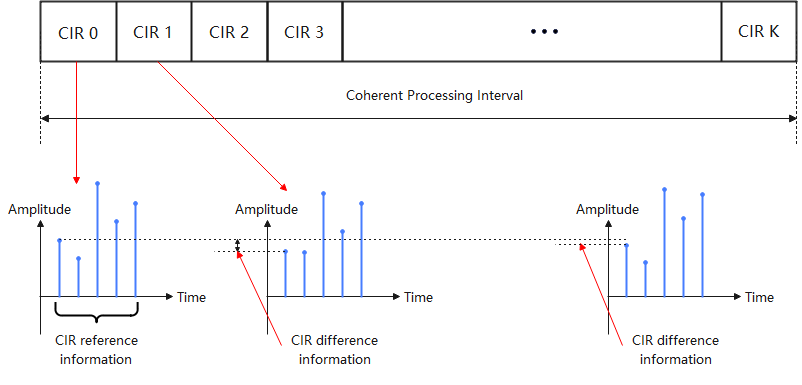 CIR 0
CIR 1
CIR 2
CIR 3
...
CIR K
Coherent Processing Interval
Amplitude
Amplitude
Amplitude
Time
Time
Time
CIR reference
information
CIR difference
information
CIR difference
information